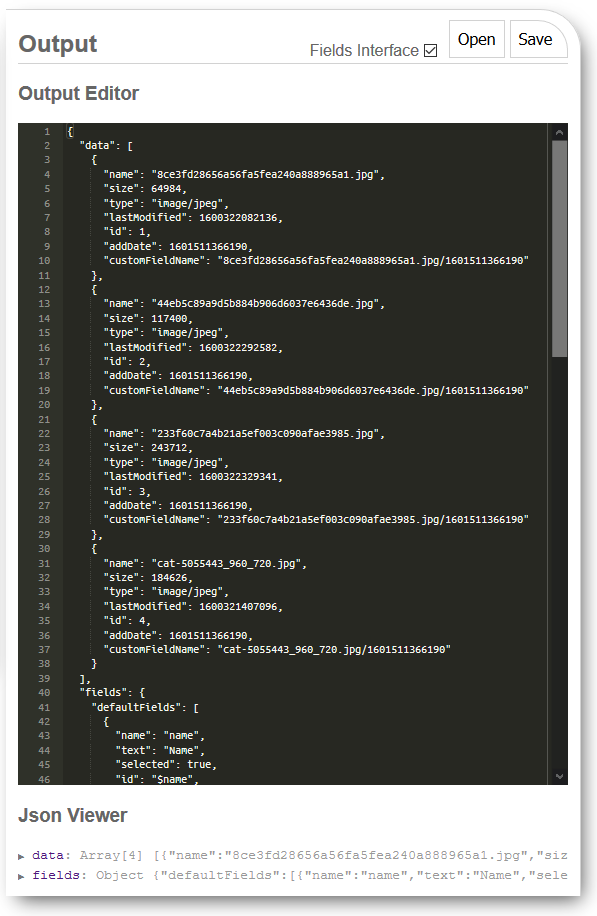 Output
Fields Interface
Open
Save
Output Editor
1 {
2 "data": [
3 {
4 "name": "8ce3fd28656a56fa5fea240a888965a1.jpg",
5 "size": 64984,
6 "type": "image/jpeg",
7 "lastModified": 1600322082136,
8 "id": 1,
9 "addDate": 1601511366190,
10 "customFieldName": "8ce3fd28656a56fa5fea240a888965a1.jpg/1601511366190"
11 },
12 {
13 "name": "44eb5c89a9d5b884b906d6037e6436de.jpg",
14 "size": 117400,
15 "type": "image/jpeg",
16 "lastModified": 1600322292582,
17 "id": 2,
18 "addDate": 1601511366190,
19 "customFieldName": "44eb5c89a9d5b884b906d6037e6436de.jpg/1601511366190"
20 },
21 {
22 "name": "233f60c7a4b21a5ef003c090afae3985.jpg",
23 "size": 243712,
24 "type": "image/jpeg",
25 "lastModified": 1600322329341,
26 "id": 3,
27 "addDate": 1601511366190,
28 "customFieldName": "233f60c7a4b21a5ef003c090afae3985.jpg/1601511366190"
29 },
30 {
31 "name": "cat-5055443_960_720.jpg",
32 "size": 184626,
33 "type": "image/jpeg",
34 "lastModified": 1600321407096,
35 "id": 4,
36 "addDate": 1601511366190,
37 "customFieldName": "cat-5055443_960_720.jpg/1601511366190"
38 }
39 ],
40 "fields": {
41 "defaultFields": [
42 {
43 "name": "name",
44 "text": "Name",
45 "selected": true,
46 "id": "$name",
Json Viewer
data: Array[4] [{"name":"8ce3fd28656a56fa5fea240a888965a1.jpg","siz
fields: Object {"defaultFields":[{"name":"name","text":"Name","sele